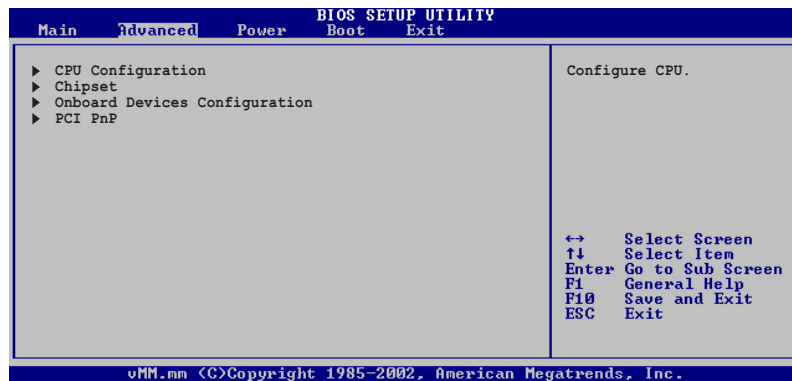 BIOS SETUP UTILITY
Main Advanced Power Boot Exit
CPU Configuration
Chipset
Onboard Devices Configuration
PCI PnP
Configure CPU.
←→ Select Screen
↑↓ Select Item
Enter Go to Sub Screen
F1 General Help
F10 Save and Exit
ESC Exit
vMM.mm (C)Copyright 1985-2002, American Megatrends, Inc.